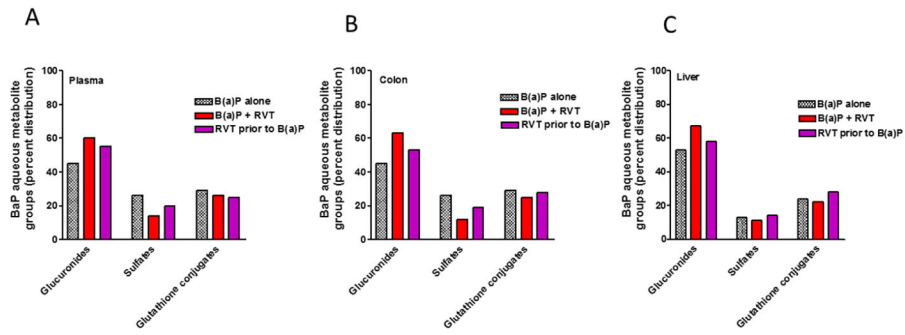 A
BaP aqueous metabolite
groups (percent distribution)
100
80
60
40
20
0
Plasma
B(a)P alone
B(a)P + RVT
RVT prior to B(a)P
Glucuronides
Sulfates
Glutathione conjugates
B
BaP aqueous metabolite
groups (percent distribution)
100
80
60
40
20
0
Colon
B(a)P alone
B(a)P + RVT
RVT prior to B(a)P
Glucuronides
Sulfates
Glutathione conjugates
C
BaP aqueous metabolite
groups (percent distribution)
100
80
60
40
20
0
Liver
B(a)P alone
B(a)P + RVT
RVT prior to B(a)P
Glucuronides
Sulfates
Glutathione conjugates